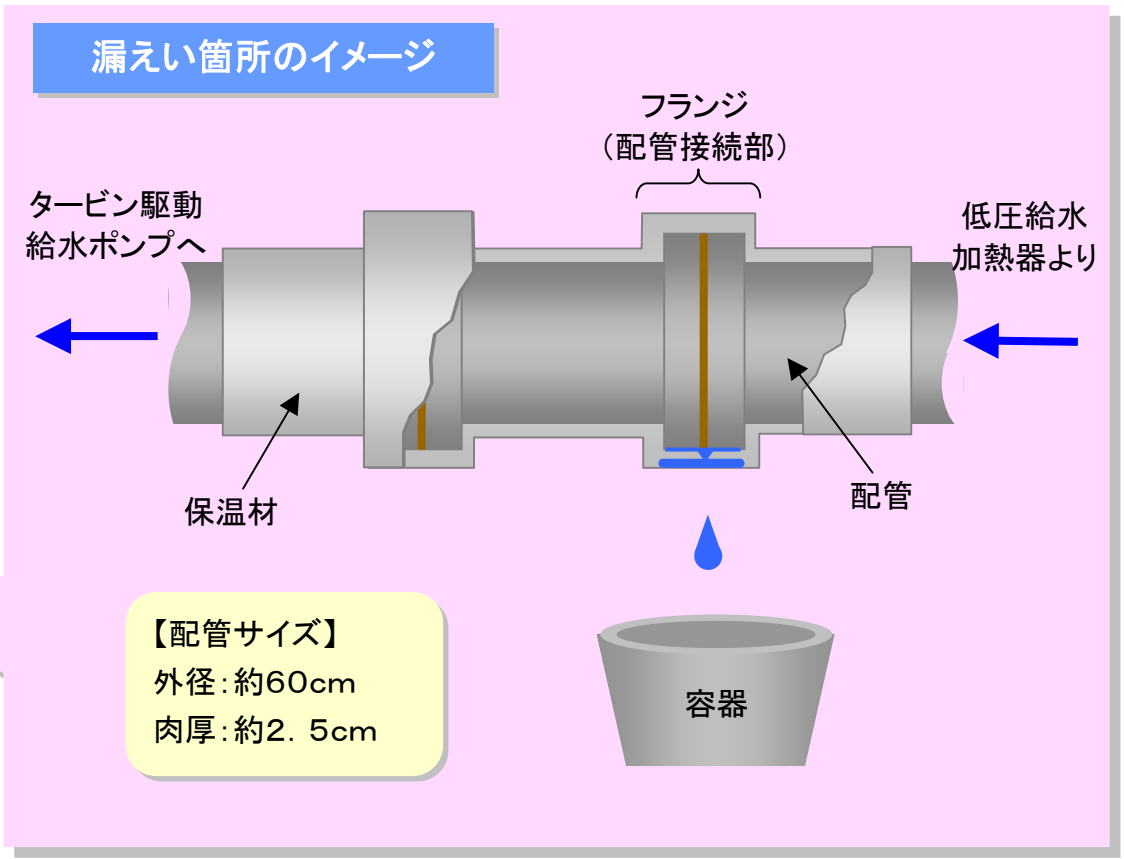 漏えい箇所のイメージ
フランジ
（配管接続部）
タービン駆動
給水ポンプへ
低圧給水
加熱器より
保温材
配管
【配管サイズ】
外径：約60cm
肉厚：約2．5cm
容器